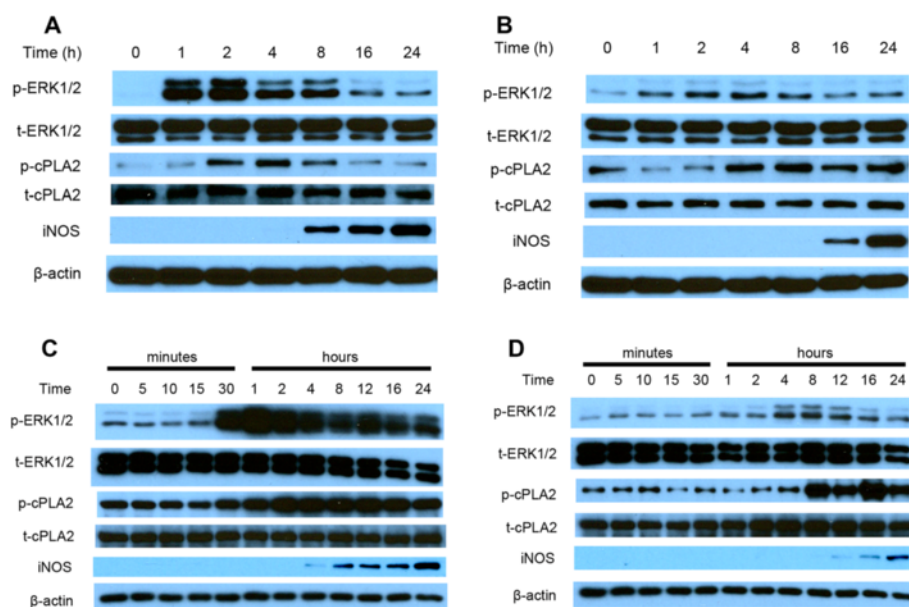 A
Time (h) 0 1 2 4 8 16 24
p-ERK1/2
t-ERK1/2
p-cPLA2
t-cPLA2
iNOS
β-actin
B
Time (h) 0 1 2 4 8 16 24
p-ERK1/2
t-ERK1/2
p-cPLA2
t-cPLA2
iNOS
β-actin
C
minutes hours
Time 0 5 10 15 30 1 2 4 8 12 16 24
p-ERK1/2
t-ERK1/2
p-cPLA2
t-cPLA2
iNOS
β-actin
D
minutes hours
Time 0 5 10 15 30 1 2 4 8 12 16 24
p-ERK1/2
t-ERK1/2
p-cPLA2
t-cPLA2
iNOS
β-actin